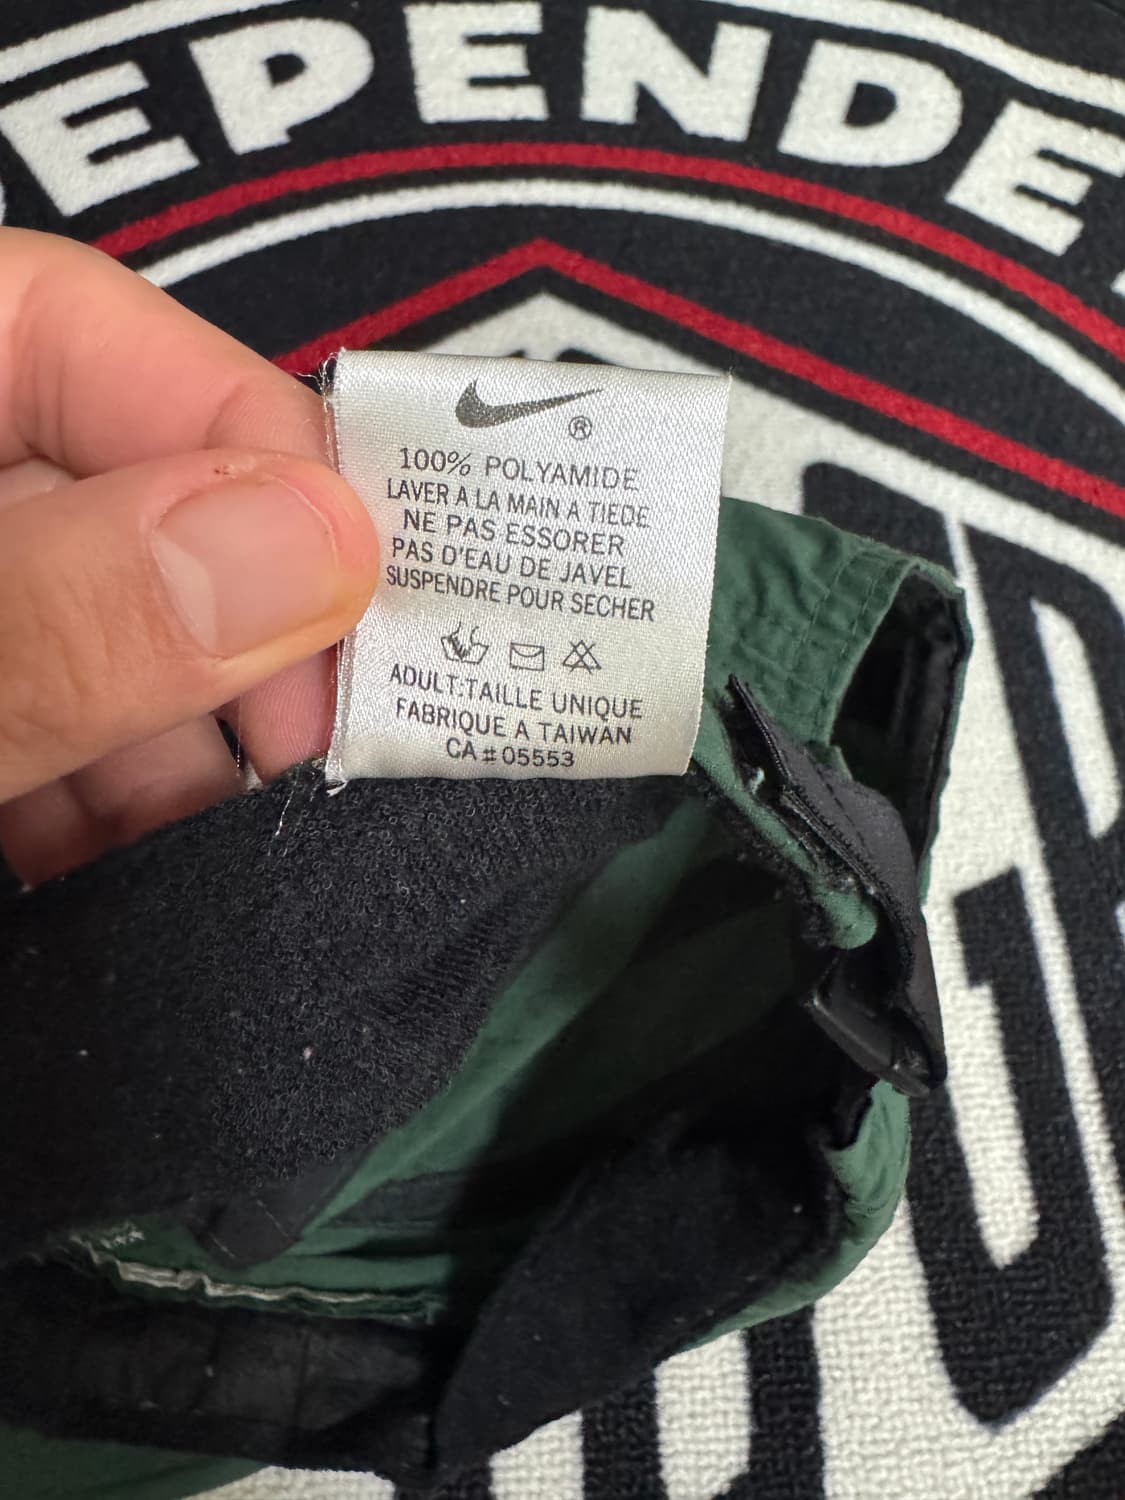 EPENDE
®
100% POLYAMIDE
LAVER A LA MAIN A TIEDE
NE PAS ESSORER
PAS D'EAU DE JAVEL
SUSPENDRE POUR SECHER
ADULT:TAILLE UNIQUE
FABRIQUE A TAIWAN
CA # 05553